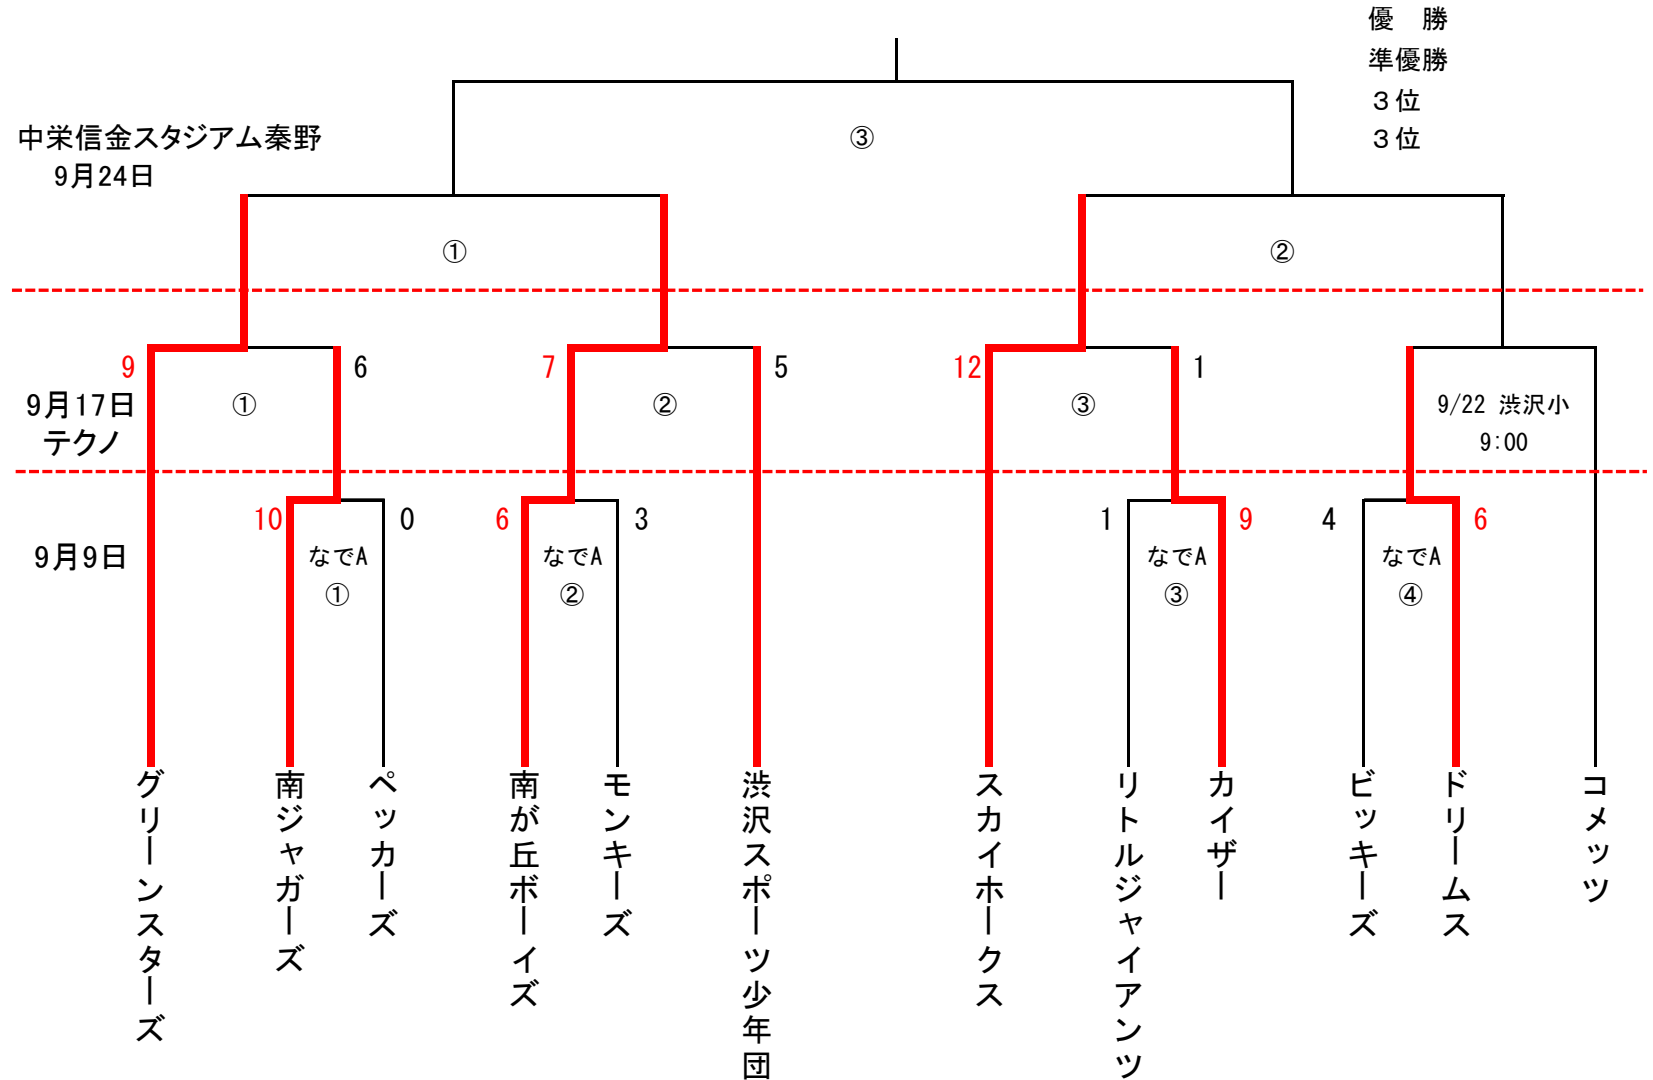 優　勝
準優勝
３位
３位
中栄信金スタジアム秦野
9月24日
③
①
②
9
6
7
5
12
1
9月17日
テクノ
①
②
③
9/22 渋沢小
9:00
10
0
6
3
1
9
4
6
9月9日
なでA
①
なでA
②
なでA
③
なでA
④
グリーンスターズ
南ジャガーズ
ペッカーズ
南が丘ボーイズ
モンキーズ
渋沢スポーツ少年団
スカイホークス
リトルジャイアンツ
カイザー
ビッキーズ
ドリームス
コメッツ